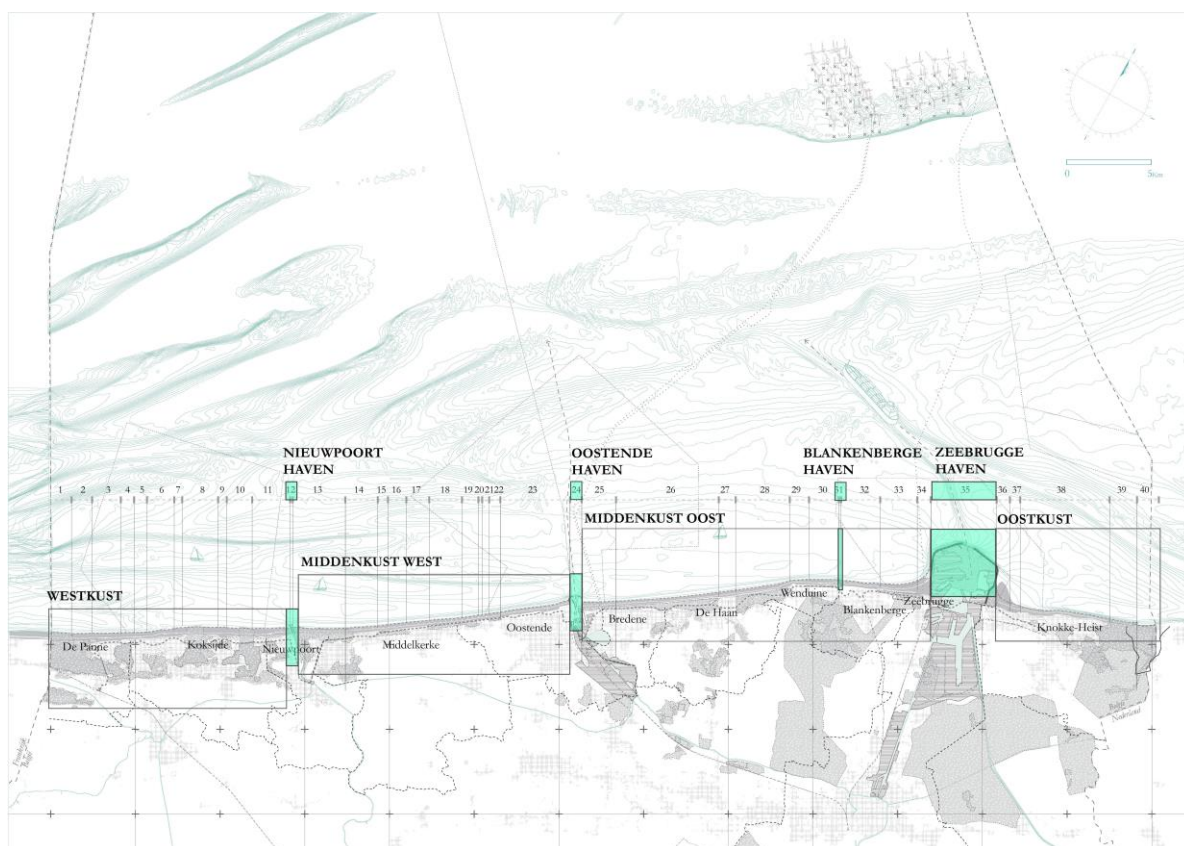 0 5Km
NIEUWPOORT
HAVEN
OOSTENDE
HAVEN
BLANKENBERGE
HAVEN
ZEEBRUGGE
HAVEN
1 2 3 4 5 6 7 8 9 10 11 12 13 14 15 16 17 18 19 20 21 22 23 24 25 26 27 28 29 30 31 32 33 34 35 36 37 38 39 40
MIDDENKUST OOST
OOSTKUST
MIDDENKUST WEST
WESTKUST
De Panne
Koksijde
Nieuwpoort
Middelkerke
Oostende
Bredene
De Haan
Wenduine
Blankenberge
Zeebrugge
Knokke-Heist
België
Nederland